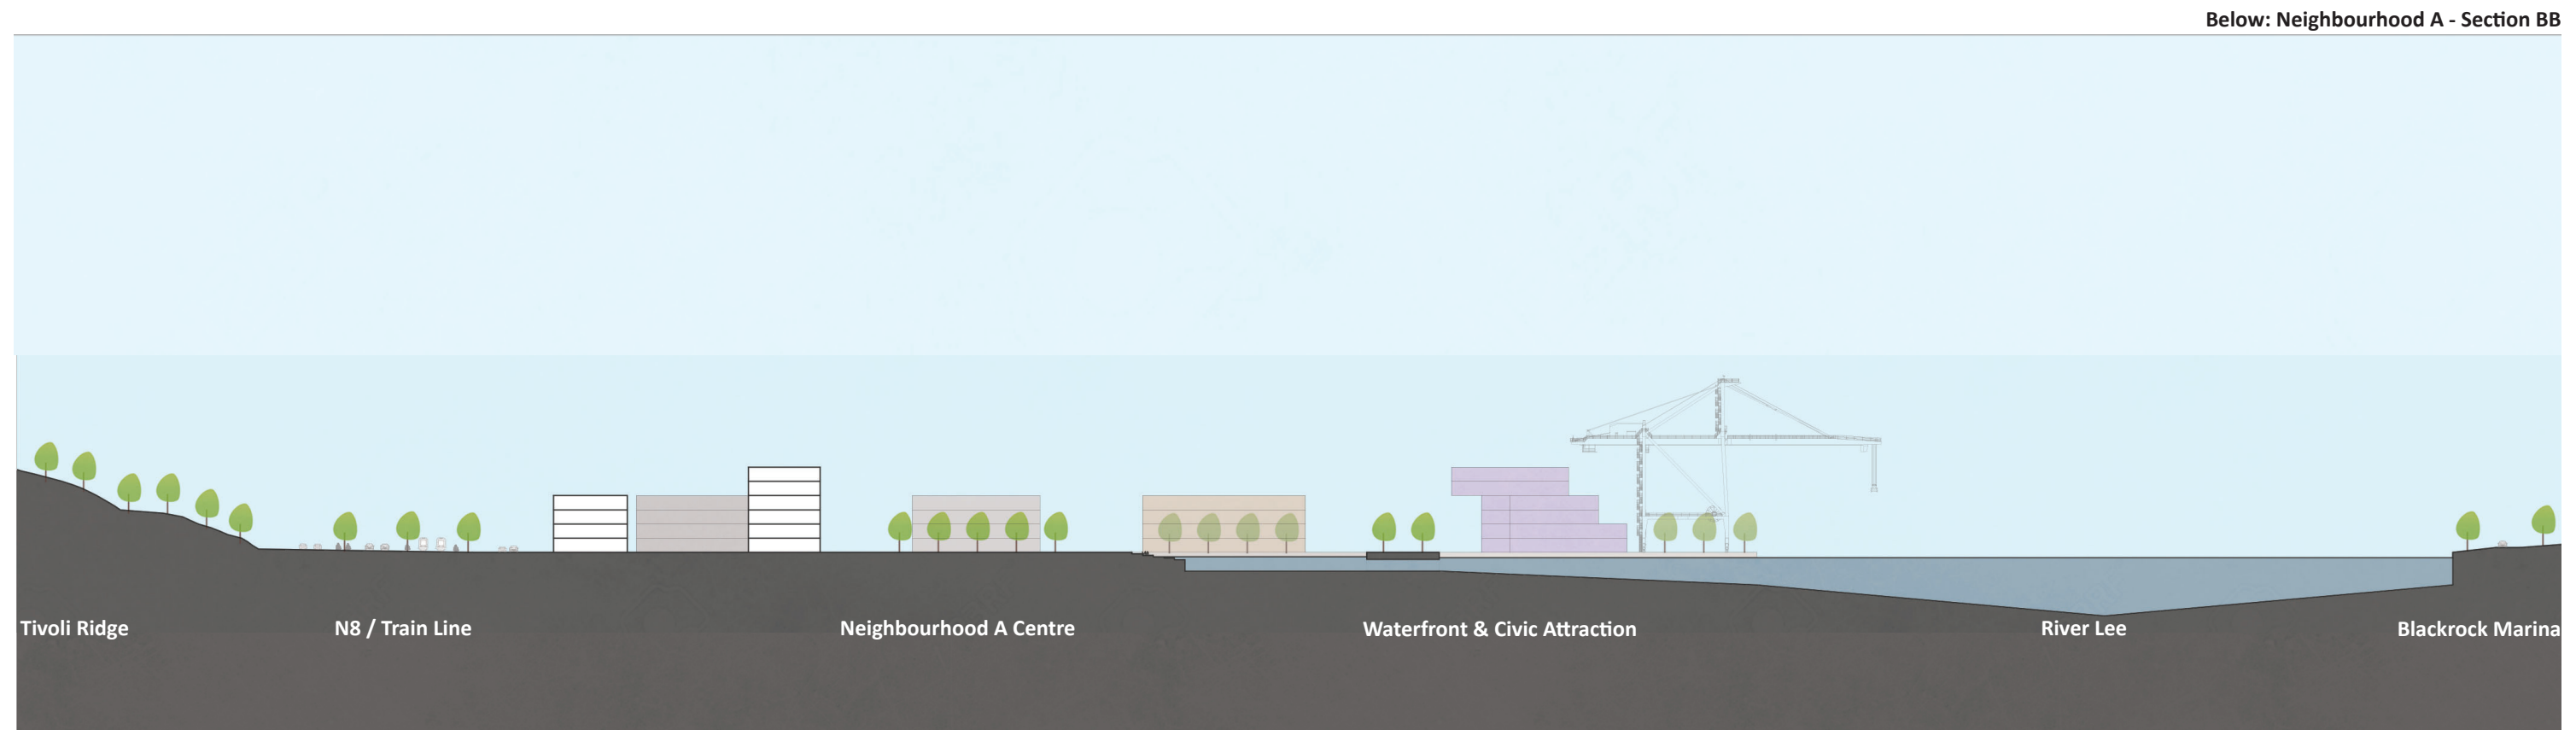 Below: Neighbourhood A - Section BB
Tivoli Ridge
N8 / Train Line
Neighbourhood A Centre
Waterfront & Civic Attraction
River Lee
Blackrock Marina